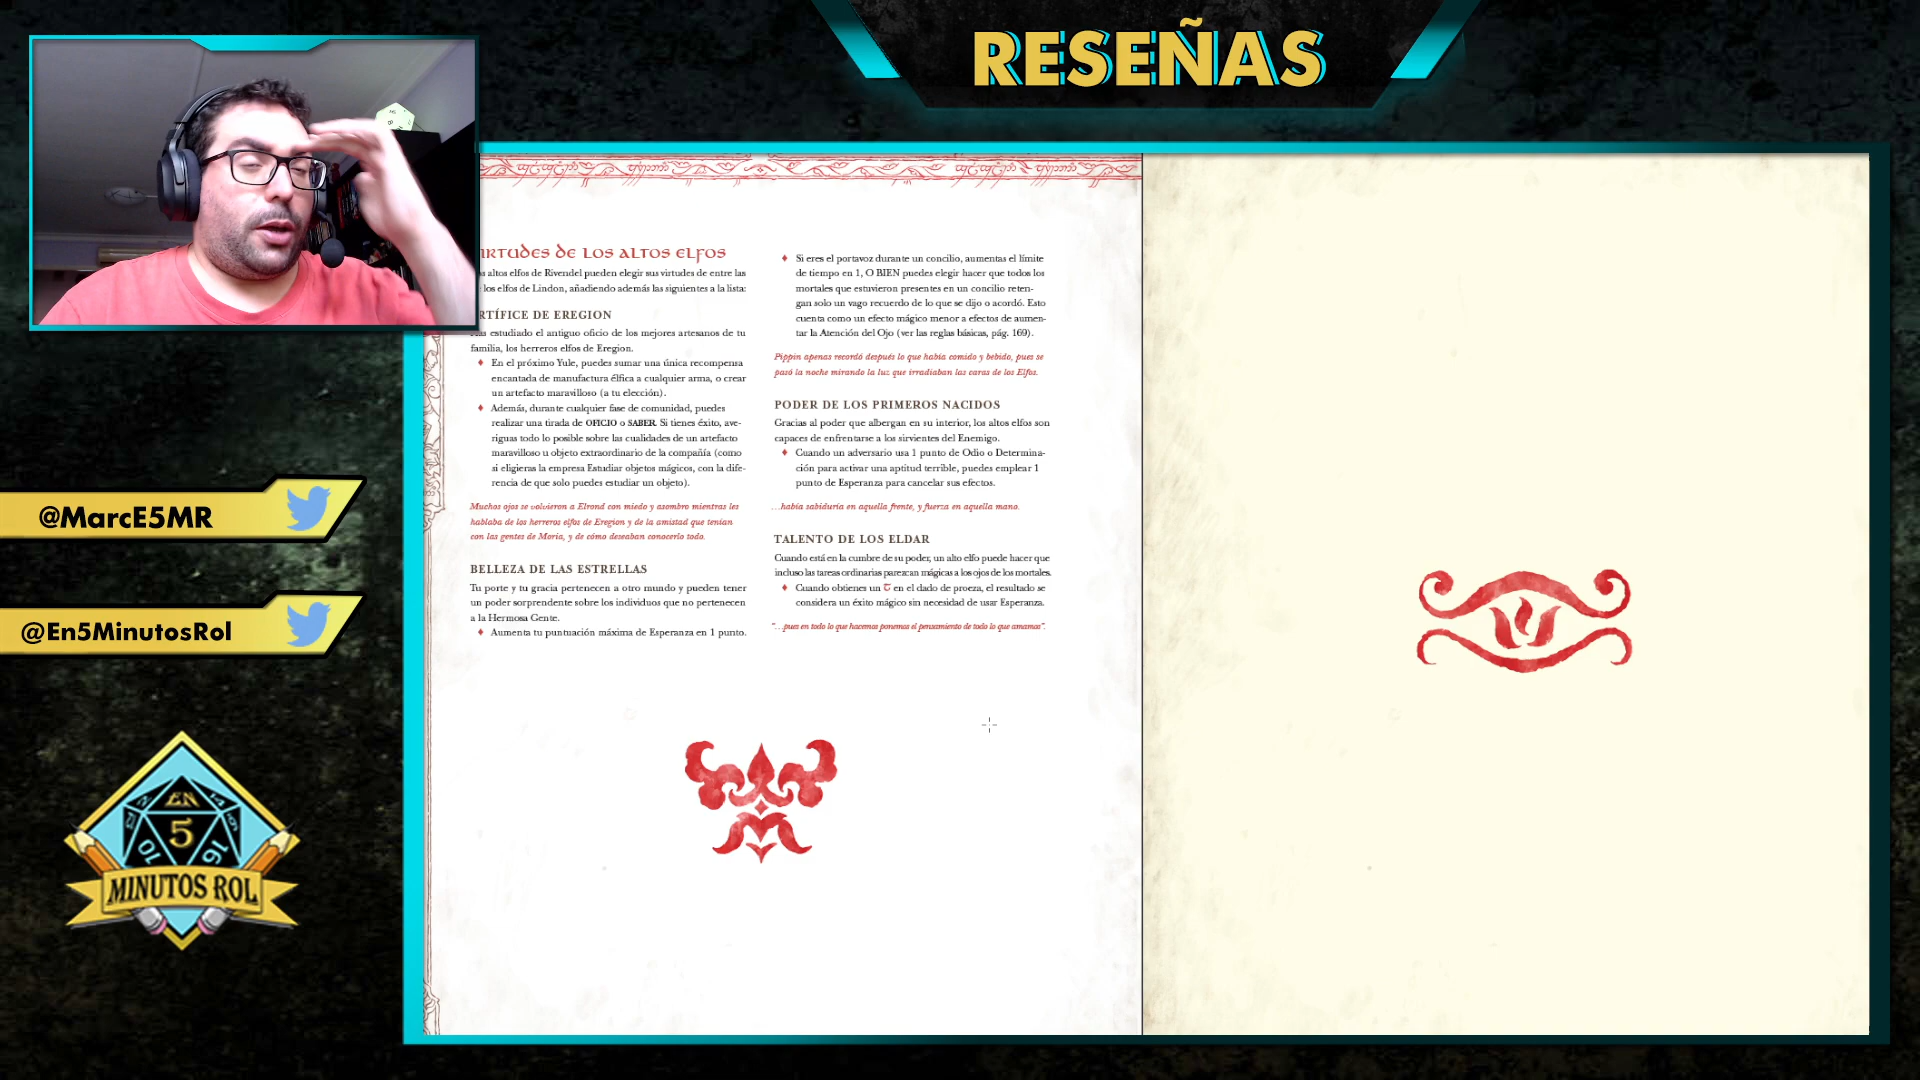 RESEÑAS
IRTUDES DE LOS ALTOS ELFOS
altos elfos de Rivendel pueden elegir sus virtudes de entre las
los elfos de Lindon, añadiendo además las siguientes a la lista:
RTÍFICE DE EREGION
estudiado el antiguo oficio de los mejores artesanos de tu
familia, los herreros elfos de Eregion.
♦ En el próximo Yule, puedes sumar una única recompensa
encantada de manufactura élfica a cualquier arma, o crear
un artefacto maravilloso (a tu elección).
♦ Además, durante cualquier fase de comunidad, puedes
realizar una tirada de OFICIO o SABER. Si tienes éxito, ave-
riguas todo lo posible sobre las cualidades de un artefacto
maravilloso u objeto extraordinario de la compañía (como
si eligieras la empresa Estudiar objetos mágicos, con la dife-
rencia de que solo puedes estudiar un objeto).
Muchos ojos se volvieron a Elrond con miedo y asombro mientras les
hablaba de los herreros elfos de Eregion y de la amistad que tenían
con las gentes de Moria, y de cómo deseaban conocerlo todo.
BELLEZA DE LAS ESTRELLAS
Tu porte y tu gracia pertenecen a otro mundo y pueden tener
un poder sorprendente sobre los individuos que no pertenecen
a la Hermosa Gente.
♦ Aumenta tu puntuación máxima de Esperanza en 1 punto.
♦ Si eres el portavoz durante un concilio, aumentas el límite
de tiempo en 1, O BIEN puedes elegir hacer que todos los
mortales que estuvieron presentes en un concilio reten-
gan solo un vago recuerdo de lo que se dijo o acordó. Esto
cuenta como un efecto mágico menor a efectos de aumen-
tar la Atención del Ojo (ver las reglas básicas, pág. 169).
Pippin apenas recordó después lo que había comido y bebido, pues se
pasó la noche mirando la luz que irradiaban las caras de los Elfos.
PODER DE LOS PRIMEROS NACIDOS
Gracias al poder que albergan en su interior, los altos elfos son
capaces de enfrentarse a los sirvientes del Enemigo.
♦ Cuando un adversario usa 1 punto de Odio o Determina-
ción para activar una aptitud terrible, puedes emplear 1
punto de Esperanza para cancelar sus efectos.
…había sabiduría en aquella frente, y fuerza en aquella mano.
TALENTO DE LOS ELDAR
Cuando está en la cumbre de su poder, un alto elfo puede hacer que
incluso las tareas ordinarias parezcan mágicas a los ojos de los mortales.
♦ Cuando obtienes un en el dado de proeza, el resultado se
considera un éxito mágico sin necesidad de usar Esperanza.
“…pues en todo lo que hacemos ponemos el pensamiento de todo lo que amamos”.
@MarcE5MR
@En5MinutosRol
EN
5
MINUTOS ROL